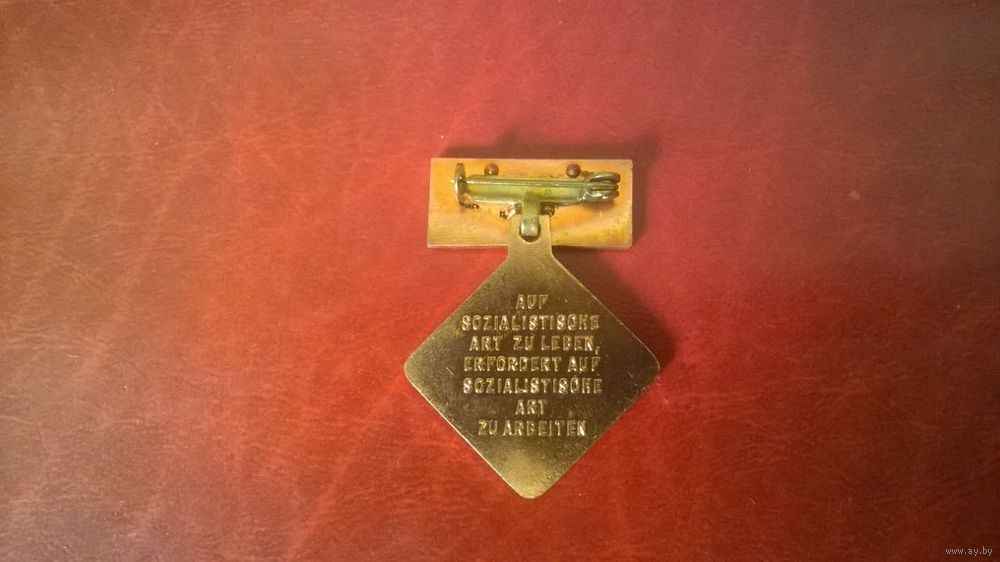 AUF
SOZIALISTISCHE
ART ZU LEBEN,
ERFORDERT AUF
SOZIALISTISCHE
ART
ZU ARBEITEN
www.ay.by